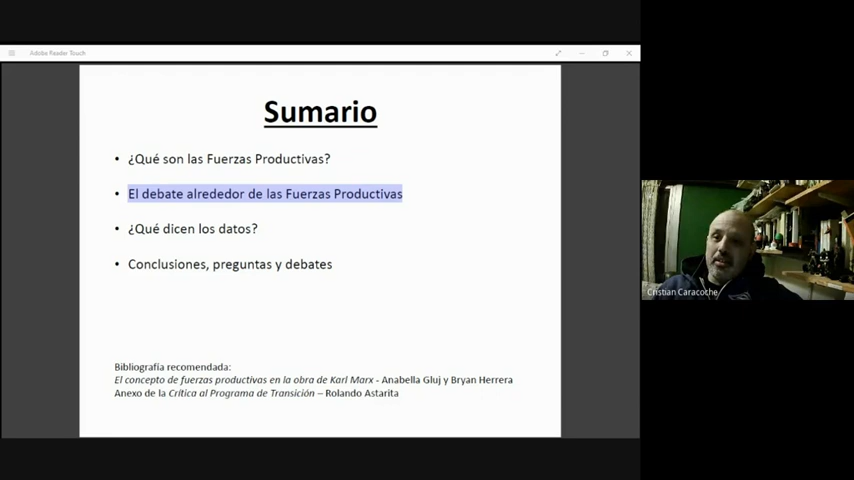 Adobe Reader Touch
Sumario
• ¿Qué son las Fuerzas Productivas?
• El debate alrededor de las Fuerzas Productivas
• ¿Qué dicen los datos?
• Conclusiones, preguntas y debates
Bibliografía recomendada:
El concepto de fuerzas productivas en la obra de Karl Marx - Anabella Gluj y Bryan Herrera
Anexo de la Crítica al Programa de Transición – Rolando Astarita
Cristian Caracoche